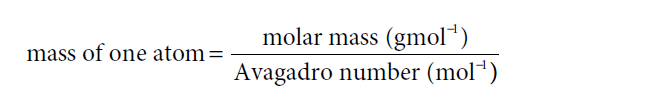 mass of one atom = molar mass (gmol⁻¹)
Avagadro number (mol⁻¹)